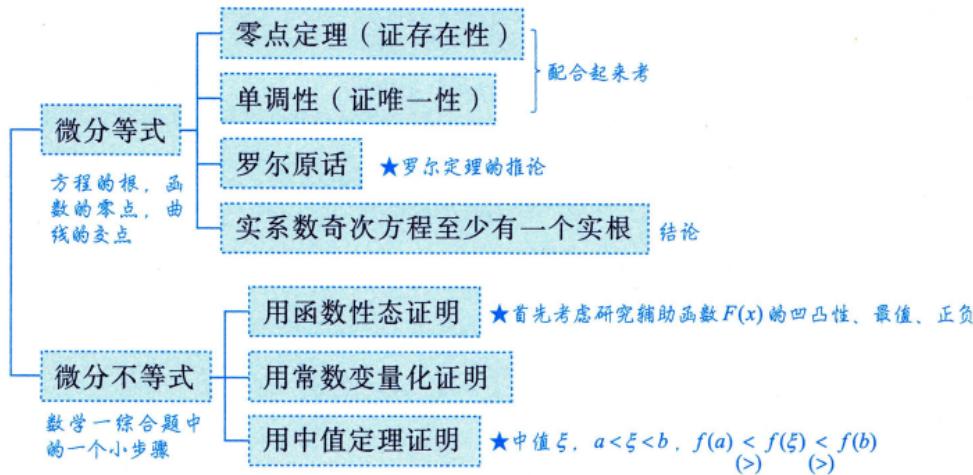 零点定理（证存在性）
单调性（证唯一性）
配合起来考
微分等式
方程的根，函
数的零点，曲
线的交点
罗尔原话
★罗尔定理的推论
实系数奇次方程至少有一个实根
结论
用函数性态证明
★首先考虑研究辅助函数F(x)的凹凸性、最值、正负
微分不等式
数学一综合题中
的一个小步骤
用常数变量化证明
用中值定理证明
★中值ξ，a<ξ<b，f(a) < f(ξ) < f(b)
(>) (>)